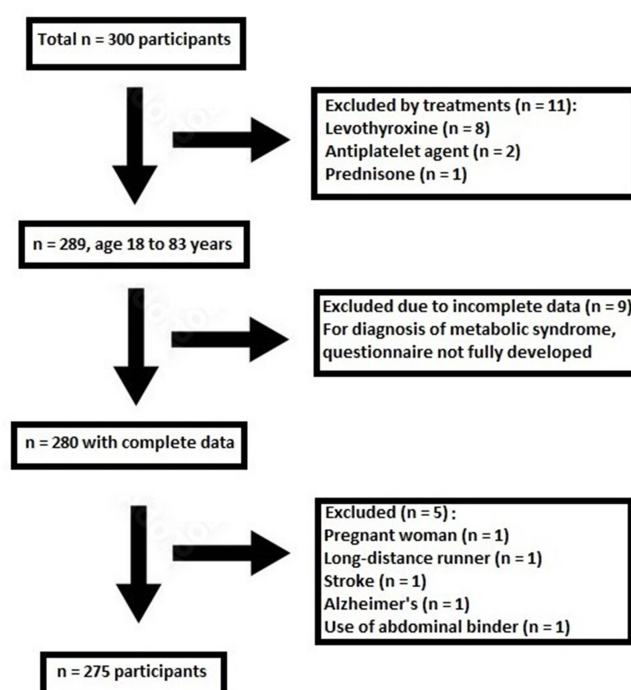 Total n = 300 participants
Excluded by treatments (n = 11):
Levothyroxine (n = 8)
Antiplatelet agent (n = 2)
Prednisone (n = 1)
n = 289, age 18 to 83 years
Excluded due to incomplete data (n = 9)
For diagnosis of metabolic syndrome,
questionnaire not fully developed
n = 280 with complete data
Excluded (n = 5) :
Pregnant woman (n = 1)
Long-distance runner (n = 1)
Stroke (n = 1)
Alzheimer's (n = 1)
Use of abdominal binder (n = 1)
n = 275 participants